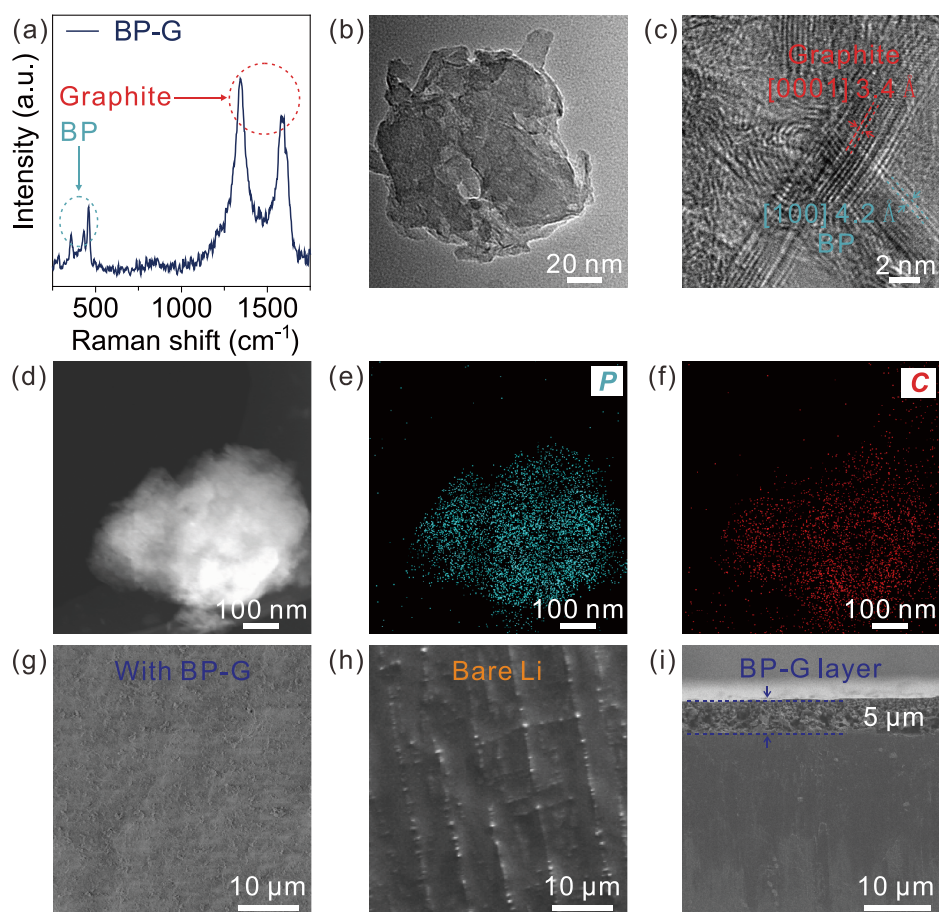 (a)
BP-G
Graphite
BP
Intensity (a.u.)
500 1000 1500
Raman shift (cm⁻¹)
(b)
20 nm
(c)
Graphite
[0001] 3.4 Å
[100] 4.2 Å
BP
2 nm
(d)
100 nm
(e)
P
100 nm
(f)
C
100 nm
(g)
With BP-G
10 µm
(h)
Bare Li
10 µm
(i)
BP-G layer
5 µm
10 µm